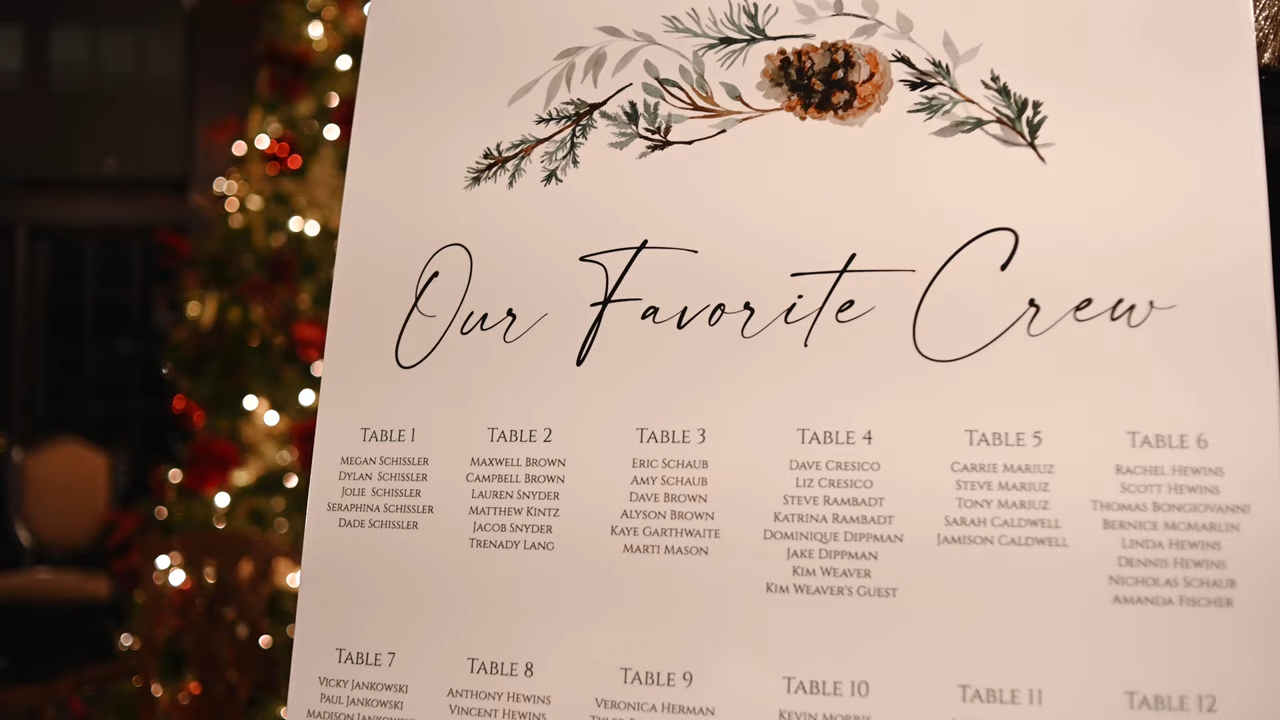 Our Favorite Crew
TABLE 1
MEGAN SCHISSLER
DYLAN SCHISSLER
JOLIE SCHISSLER
SERAPHINA SCHISSLER
DADE SCHISSLER
TABLE 2
MAXWELL BROWN
CAMPBELL BROWN
LAUREN SNYDER
MATTHEW KINTZ
JACOB SNYDER
TRENADY LANG
TABLE 3
ERIC SCHAUB
AMY SCHAUB
DAVE BROWN
ALYSON BROWN
KAYE GARTHWAITE
MARTI MASON
TABLE 4
DAVE CRESICO
LIZ CRESICO
STEVE RAMBADT
KATRINA RAMBADT
DOMINIQUE DIPPMAN
JAKE DIPPMAN
KIM WEAVER
KIM WEAVER'S GUEST
TABLE 5
CARRIE MARIUZ
STEVE MARIUZ
TONY MARIUZ
SARAH CALDWELL
JAMISON CALDWELL
TABLE 6
RACHEL HEWINS
SCOTT HEWINS
THOMAS BONGIOVANNI
BERNICE MCMARLIN
LINDA HEWINS
DENNIS HEWINS
NICHOLAS SCHAUB
AMANDA FISCHER
TABLE 7
VICKY JANKOWSKI
PAUL JANKOWSKI
MADISON
TABLE 8
ANTHONY HEWINS
VINCENT HEWINS
TABLE 9
VERONICA HERMAN
TABLE 10
KEVIN MORRIS
TABLE 11
TABLE 12